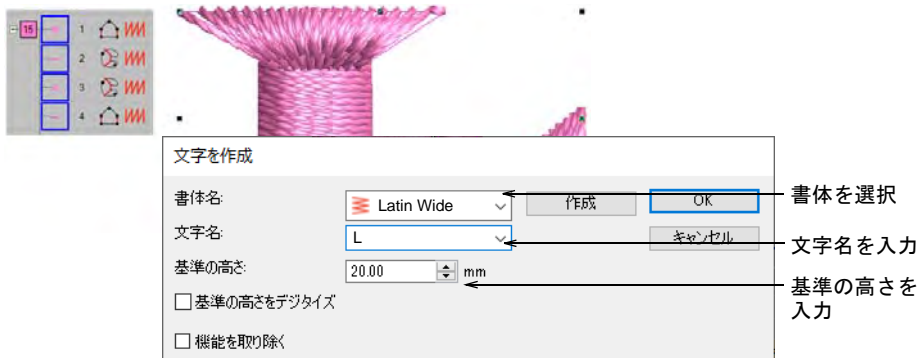 15 1
2
3
4
文字を作成
書体名: Latin Wide 作成 OK 書体を選択
文字名: L キャンセル 文字名を入力
基準の高さ: 20.00 mm 基準の高さを
入力
基準の高さをデジタイズ
機能を取り除く